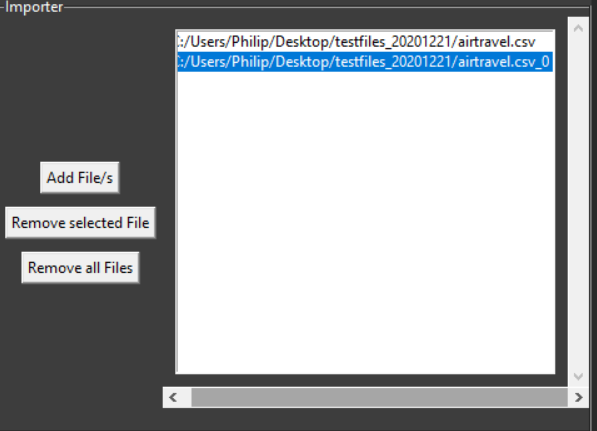 Importer
:/Users/Philip/Desktop/testfiles_20201221/airtravel.csv
:/Users/Philip/Desktop/testfiles_20201221/airtravel.csv_0
Add File/s
Remove selected File
Remove all Files